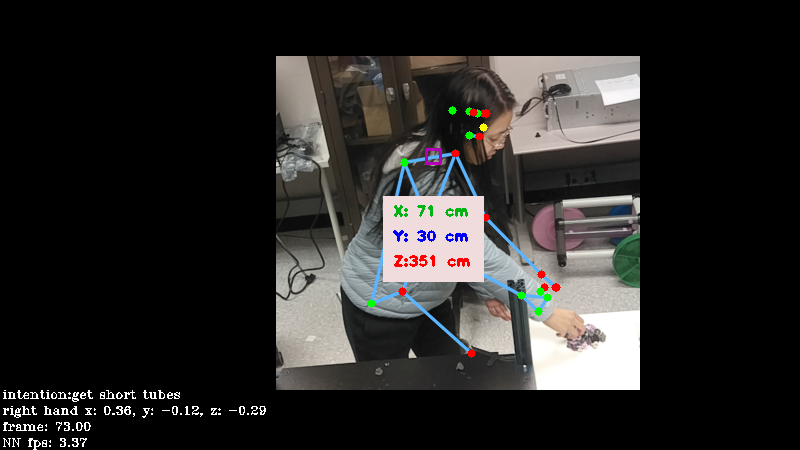 X: 71 cm
Y: 30 cm
Z:351 cm
intention:get short tubes
right hand x: 0.36, y: −0.12, z: −0.29
frame: 73.00
NN fps: 3.37